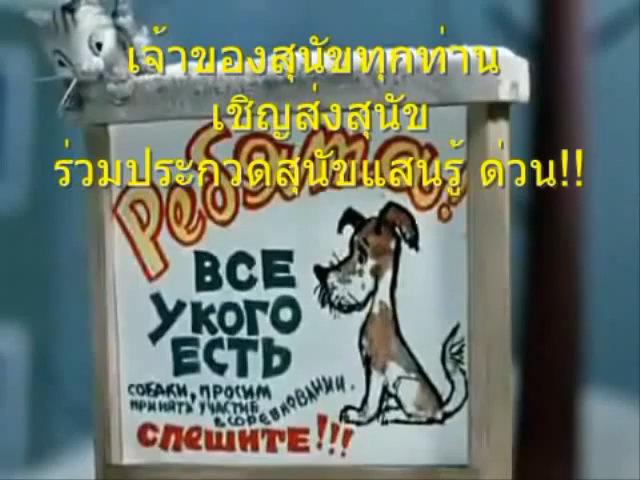 เจ้าของสุนัขทุกท่าน
เชิญส่งสุนัข
ร่วมประกวดสุนัขแสนรู้ ด่วน!!
Ребята!
ВСЕ
У КОГО
ЕСТЬ
СОБАКИ, ПРОСИМ
ПРИНЯТЬ УЧАСТИЕ
В СОРЕВНОВАНИИ.
СПЕШИТЕ!!!